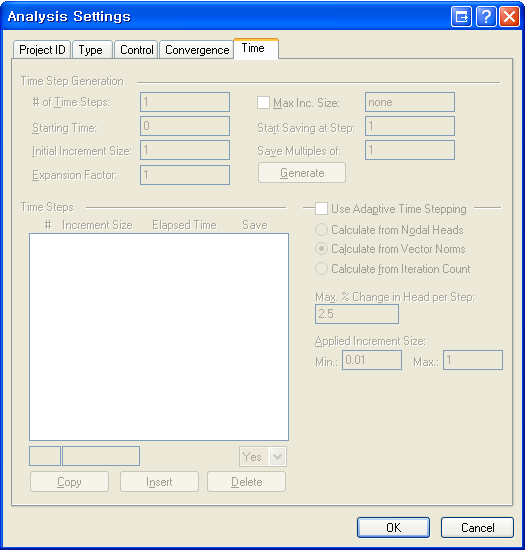 Analysis Settings
Project ID Type Control Convergence Time
Time Step Generation
# of Time Steps: 1 Max Inc. Size: none
Starting Time: 0 Start Saving at Step: 1
Initial Increment Size: 1 Save Multiples of: 1
Expansion Factor: 1 Generate
Time Steps
# Increment Size Elapsed Time Save
Yes
Copy Insert Delete
Use Adaptive Time Stepping
Calculate from Nodal Heads
Calculate from Vector Norms
Calculate from Iteration Count
Max. % Change in Head per Step:
2.5
Applied Increment Size:
Min.: 0.01 Max.: 1
OK Cancel